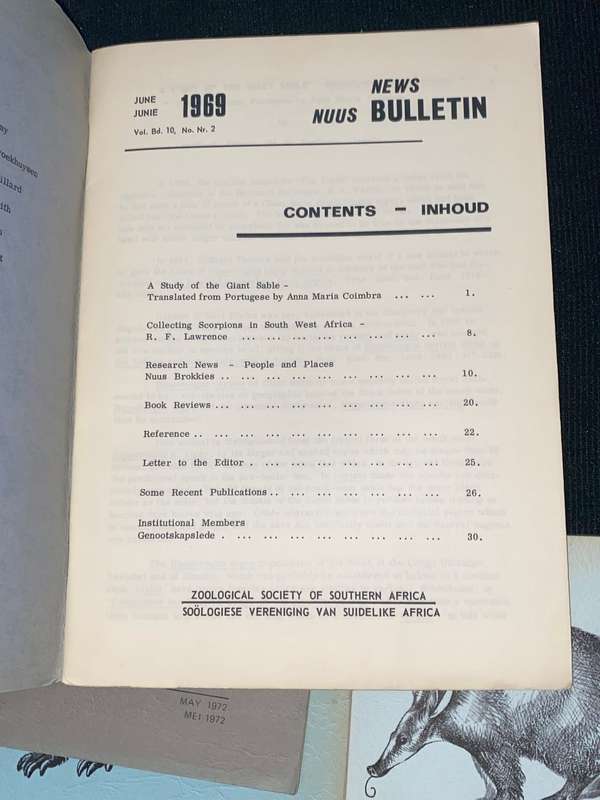 JUNE
JUNIE
1969
NEWS
NUUS BULLETIN
Vol. Bd. 10, No. Nr. 2
CONTENTS – INHOUD
A Study of the Giant Sable -
Translated from Portugese by Anna Maria Coimbra ... ... 1.
Collecting Scorpions in South West Africa -
R. F. Lawrence ... ... ... ... ... ... ... ... 8.
Research News - People and Places
Nuus Brokkies .. ... ... ... ... ... ... ... ... 10.
Book Reviews ... ... ... ... ... ... ... ... ... 20.
Reference .. ... ... ... ... ... ... ... ... ... 22.
Letter to the Editor . ... ... ... ... ... ... ... 25.
Some Recent Publications .. ... ... ... ... ... ... 26.
Institutional Members
Genootskapslede . ... ... ... ... ... ... ... ... 30.
ZOOLOGICAL SOCIETY OF SOUTHERN AFRICA
SOÖLOGIESE VERENIGING VAN SUIDELIKE AFRICA
MAY 1972
MEI 1972